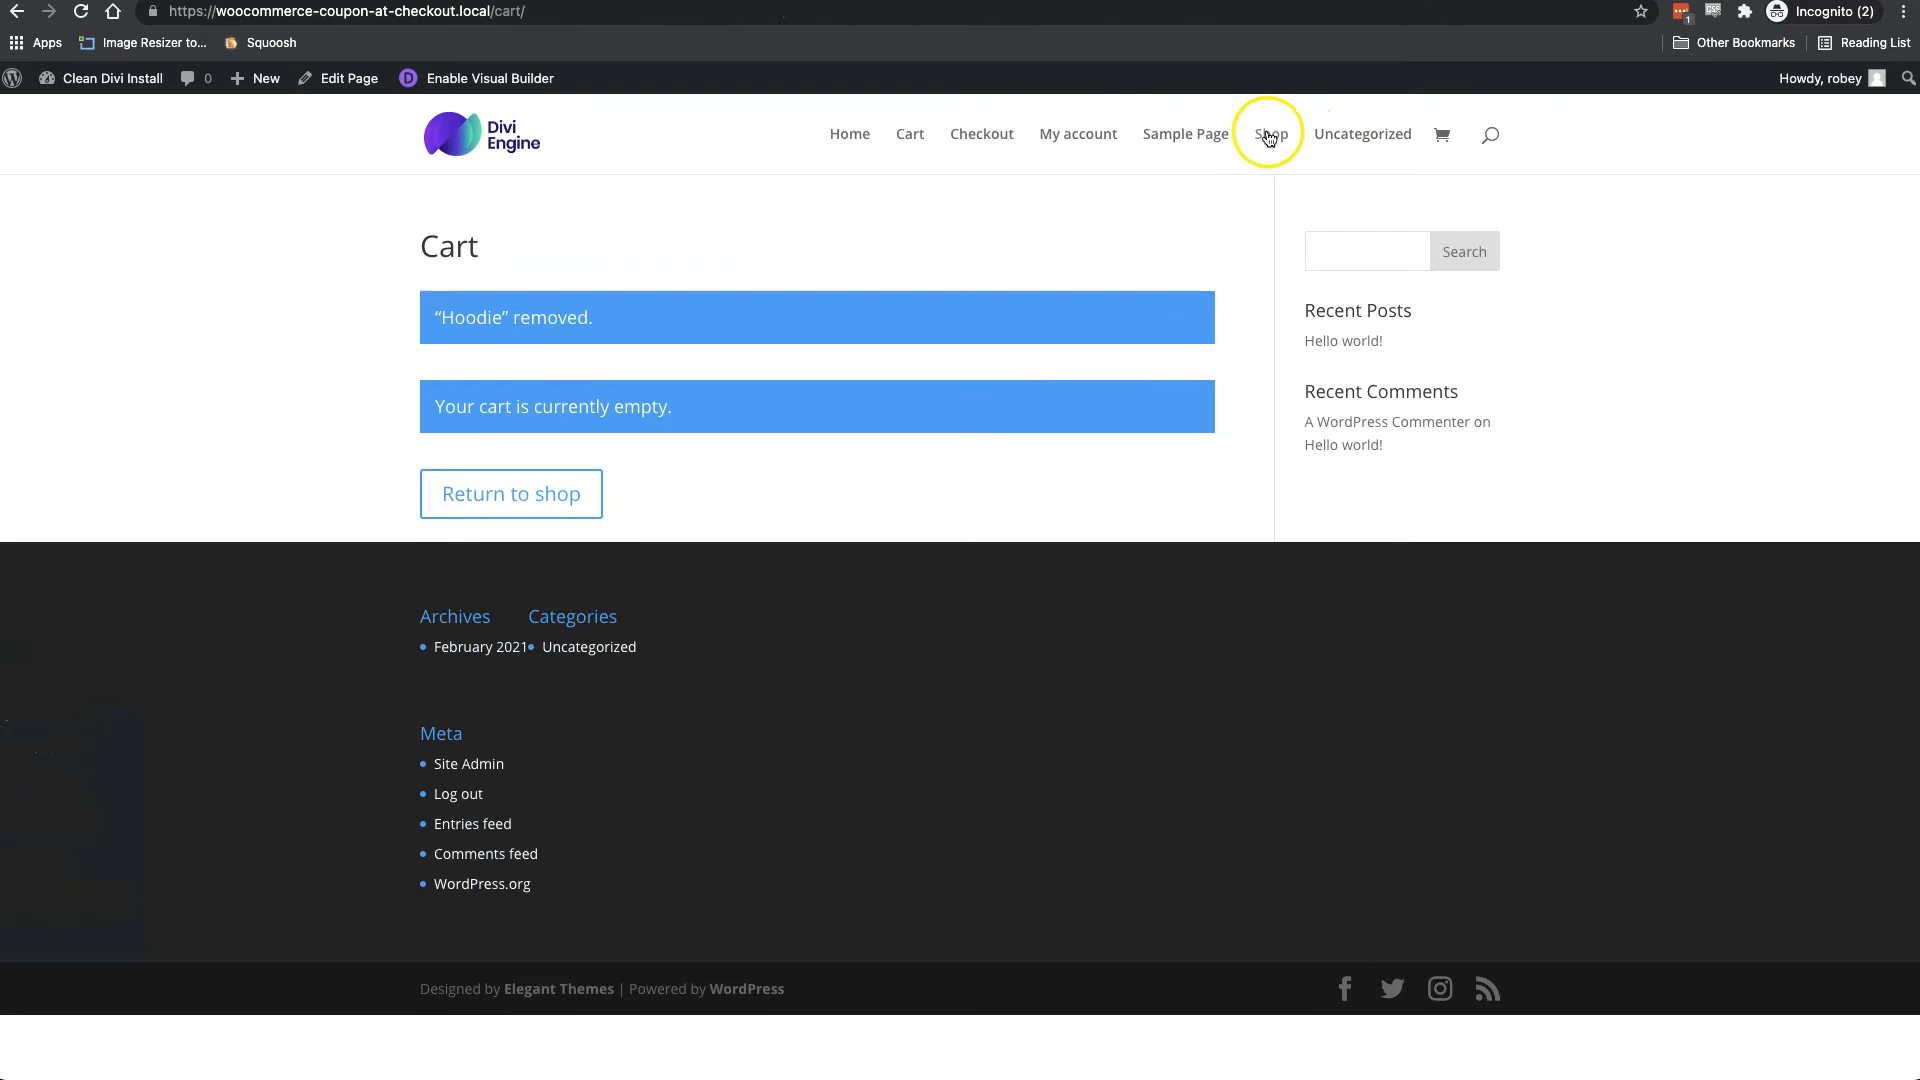 https://woocommerce-coupon-at-checkout.local/cart/
1
CSP
Incognito (2)
Apps
Image Resizer to...
Squoosh
Other Bookmarks
Reading List
Clean Divi Install
0
New
Edit Page
D
Enable Visual Builder
Howdy, robey
Divi
Engine
Home
Cart
Checkout
My account
Sample Page
Shop
Uncategorized
Cart
“Hoodie” removed.
Your cart is currently empty.
Return to shop
Search
Recent Posts
Hello world!
Recent Comments
A WordPress Commenter on
Hello world!
Archives
February 2021
Categories
Uncategorized
Meta
Site Admin
Log out
Entries feed
Comments feed
WordPress.org
Designed by Elegant Themes | Powered by WordPress